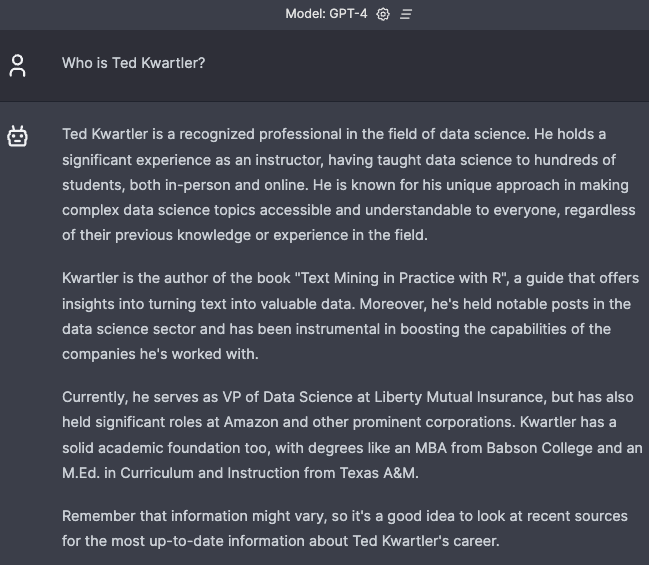 Model: GPT-4
Who is Ted Kwartler?
Ted Kwartler is a recognized professional in the field of data science. He holds a
significant experience as an instructor, having taught data science to hundreds of
students, both in-person and online. He is known for his unique approach in making
complex data science topics accessible and understandable to everyone, regardless
of their previous knowledge or experience in the field.
Kwartler is the author of the book "Text Mining in Practice with R", a guide that offers
insights into turning text into valuable data. Moreover, he's held notable posts in the
data science sector and has been instrumental in boosting the capabilities of the
companies he's worked with.
Currently, he serves as VP of Data Science at Liberty Mutual Insurance, but has also
held significant roles at Amazon and other prominent corporations. Kwartler has a
solid academic foundation too, with degrees like an MBA from Babson College and an
M.Ed. in Curriculum and Instruction from Texas A&M.
Remember that information might vary, so it's a good idea to look at recent sources
for the most up-to-date information about Ted Kwartler's career.